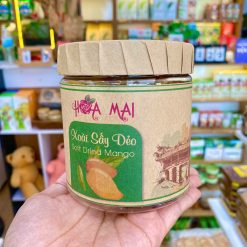 HOA MAI
Xoài Sấy Dẻo
Soft Dried Mango